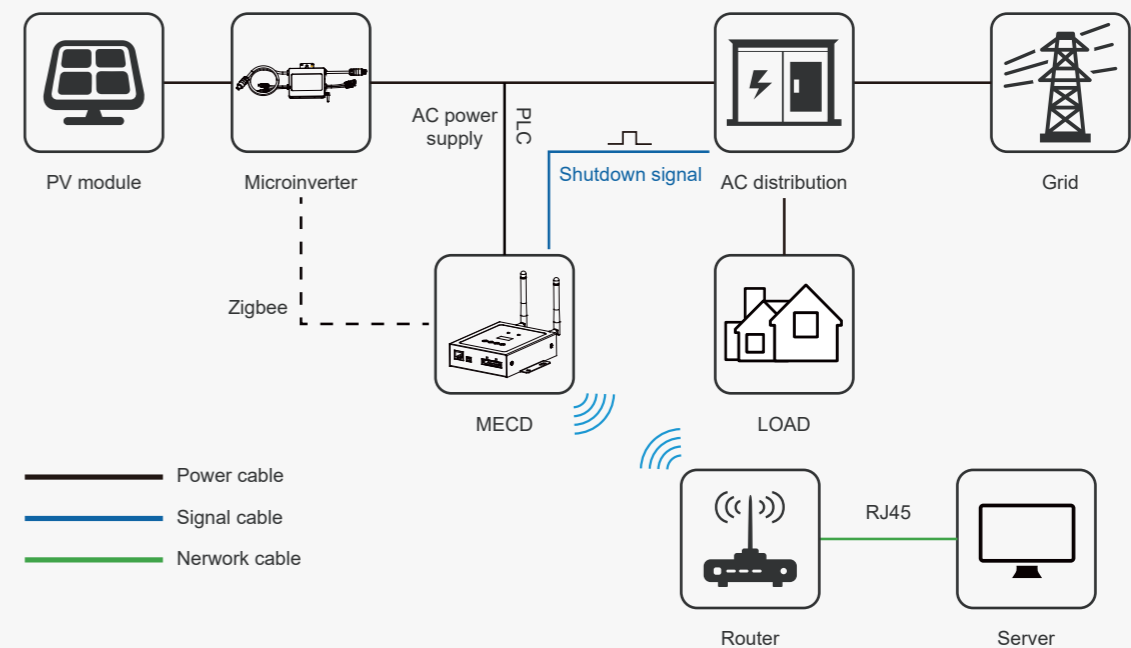 AC power
supply
PLC
Shutdown signal
PV module
Microinverter
AC distribution
Grid
Zigbee
MECD
LOAD
Power cable
Signal cable
Nerwork cable
RJ45
Router
Server